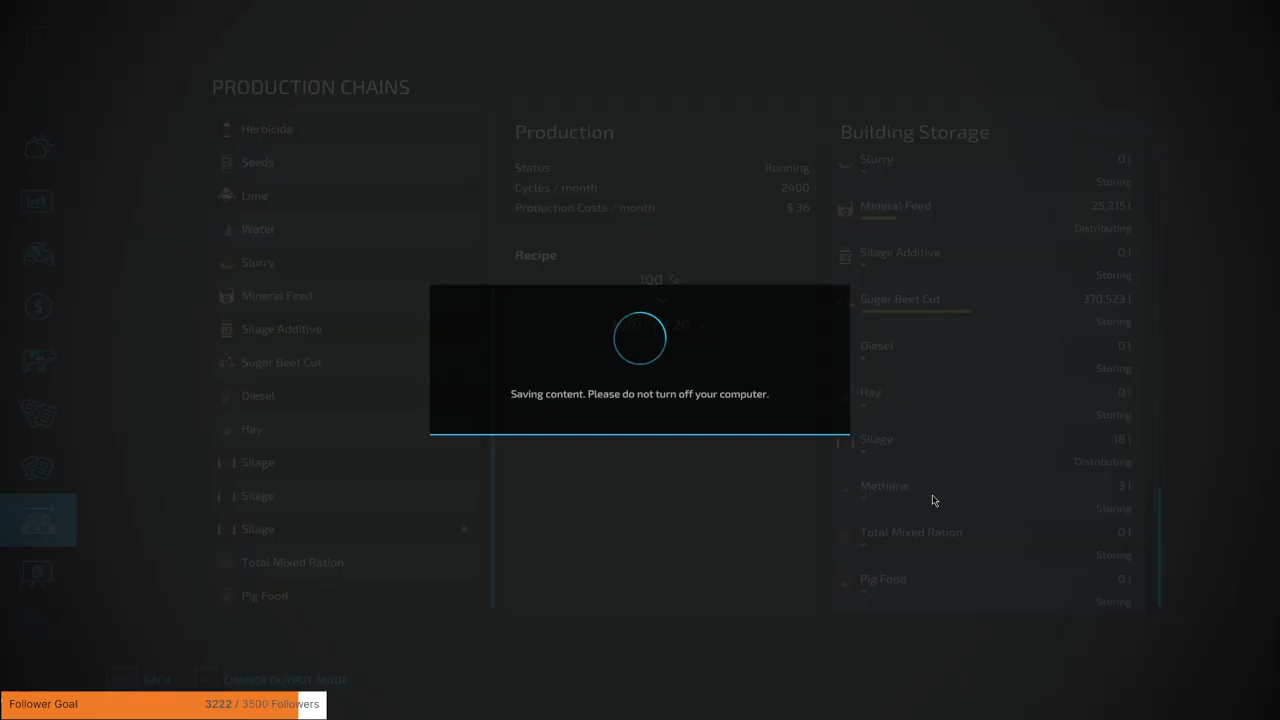 PRODUCTION CHAINS
Herbicide
Seeds
Lime
Water
Slurry
Mineral Feed
Silage Additive
Sugar Beet Cut
Diesel
Hay
Silage
Silage
Silage
Total Mixed Ration
Pig Food
Production
Status Running
Cycles / month 2400
Production Costs / month $ 36
Recipe
100
Saving content. Please do not turn off your computer.
Building Storage
Slurry 0 l
Storing
Mineral Feed 25,215 l
Distributing
Silage Additive 0 l
Storing
Sugar Beet Cut 370,523 l
Storing
Diesel 0 l
Storing
Hay 0 l
Storing
Silage 18 l
Distributing
Methane 3 l
Storing
Total Mixed Ration 0 l
Storing
Pig Food 0 l
Storing
BACK CHANGE OUTPUT MODE
Follower Goal 3222 / 3500 Followers